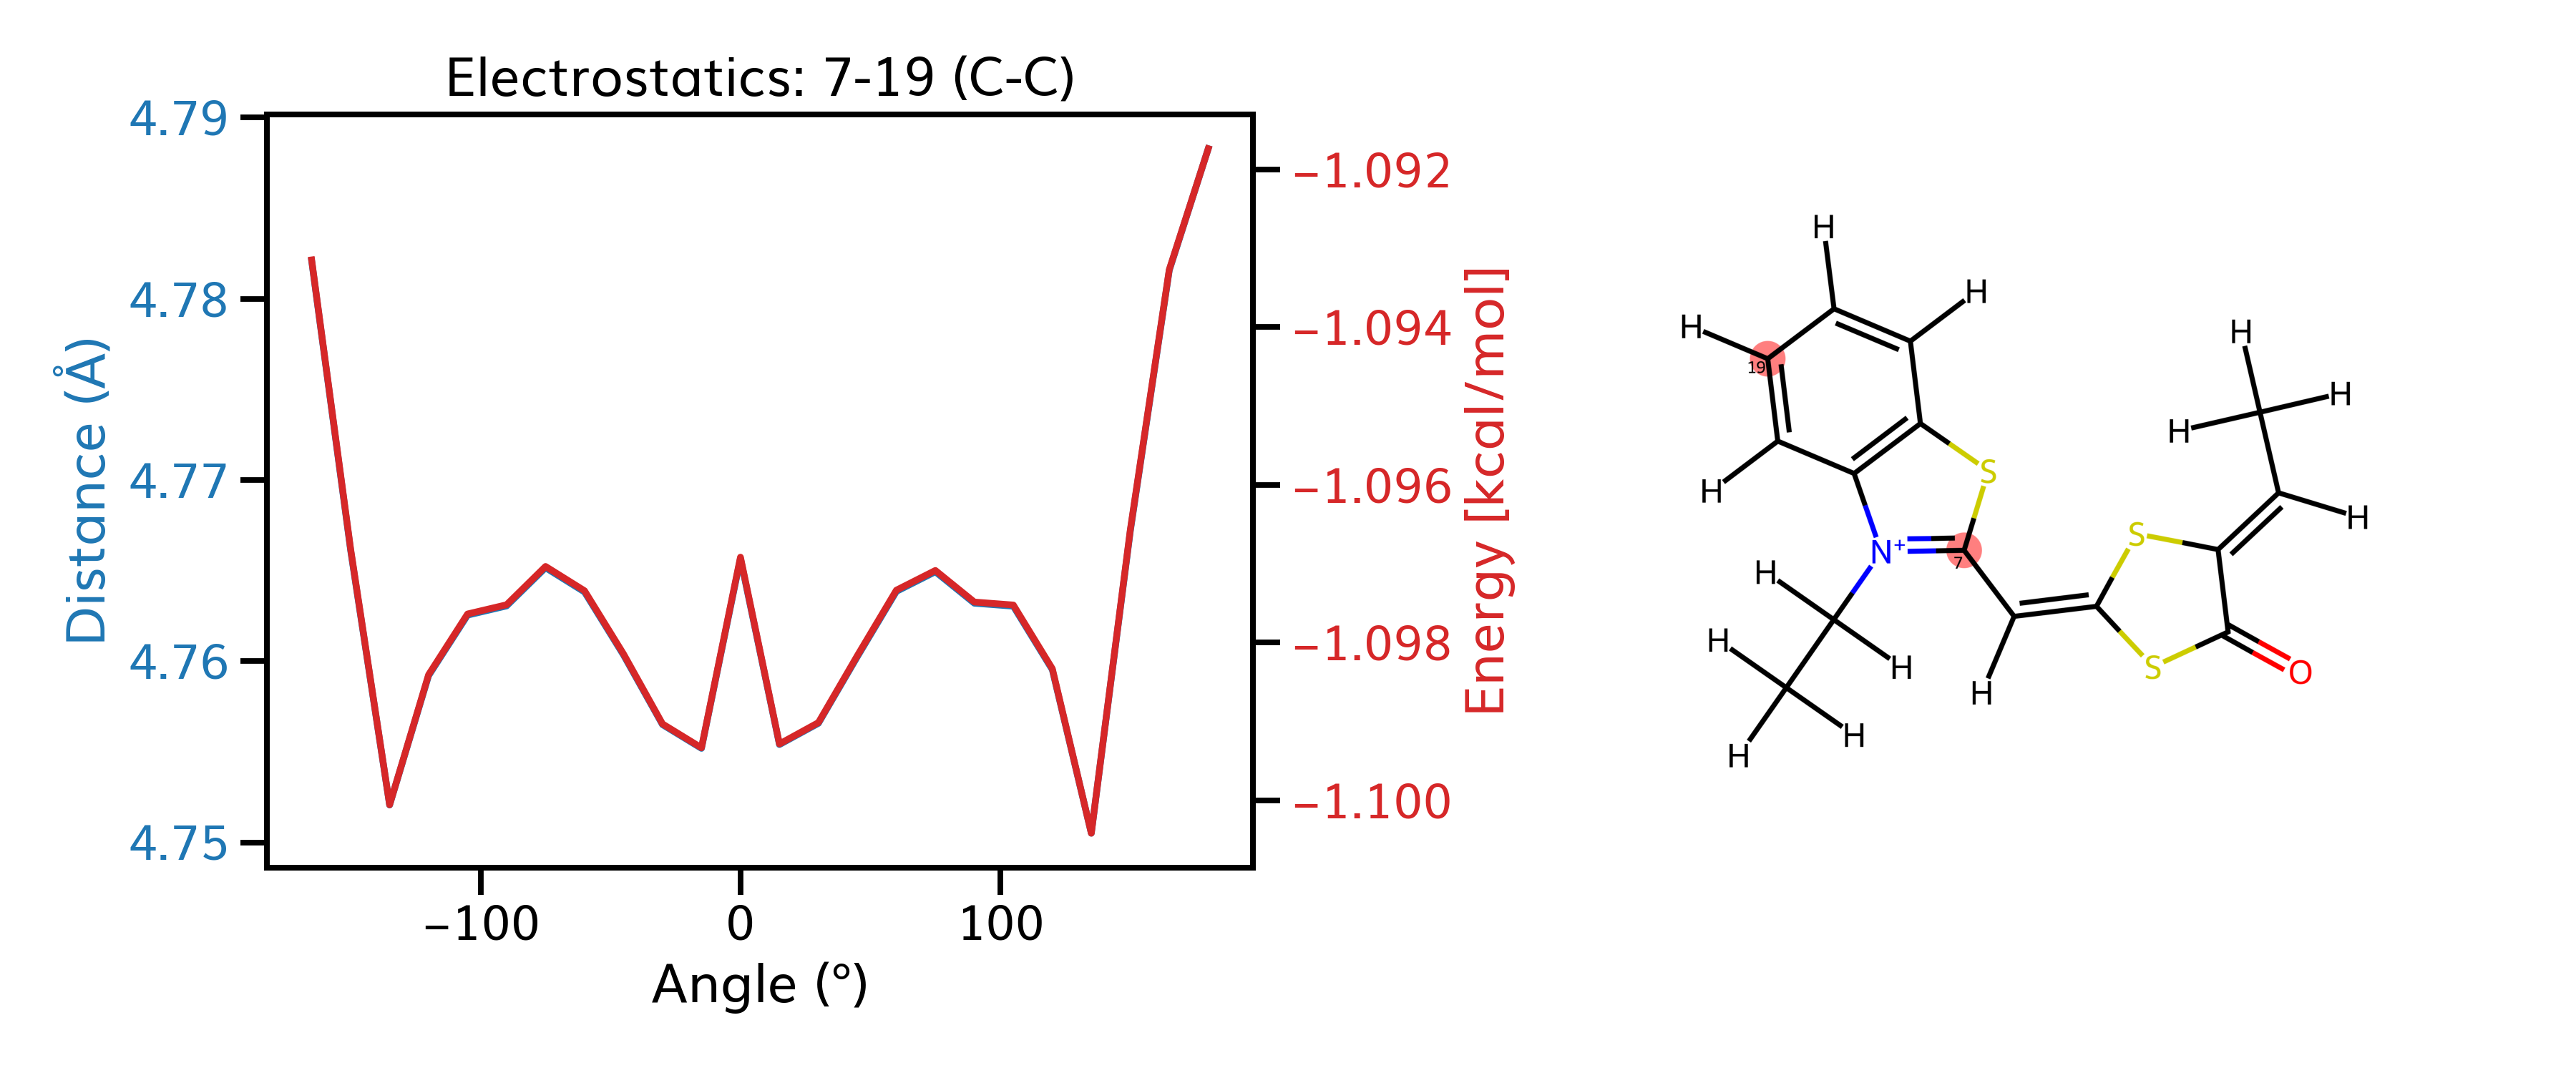 Electrostatics: 7-19 (C-C)
4.79
4.78
4.77
4.76
4.75
Distance (Å)
−100
0
100
Angle (°)
−1.092
−1.094
−1.096
−1.098
−1.100
Energy [kcal/mol]
H
H
H
H
H
19
H
H
S
H
S
H
N+
7
H
H
H
S
O
H
H
H